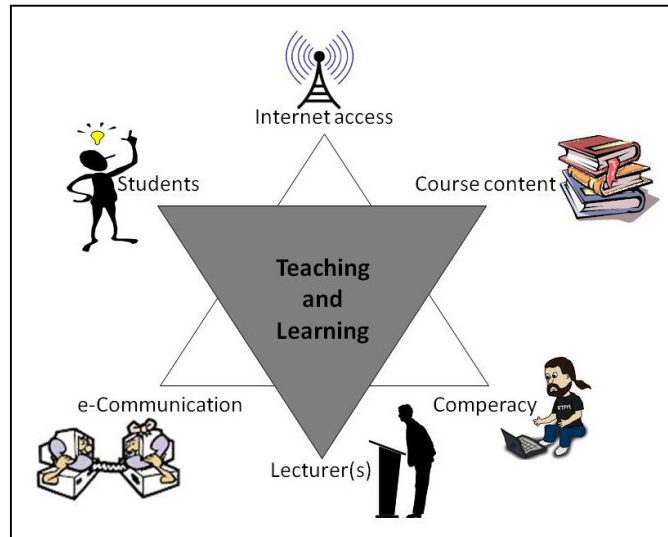 Internet access
Students
Course content
Teaching
and
Learning
e-Communication
Comperacy
Lecturer(s)